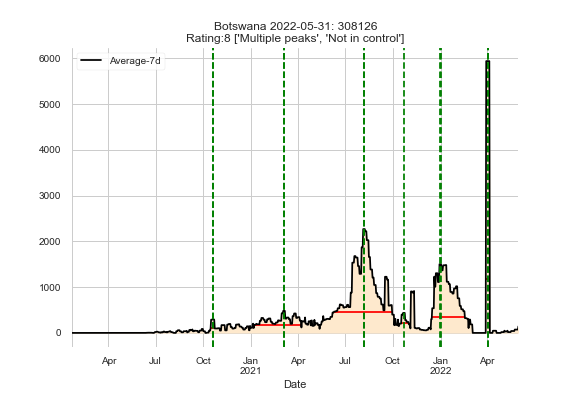 Botswana 2022-05-31: 308126
Rating:8 ['Multiple peaks', 'Not in control']
Average-7d
6000
5000
4000
3000
2000
1000
0
Apr Jul Oct Jan Apr Jul Oct Jan Apr
2021 2022
Date